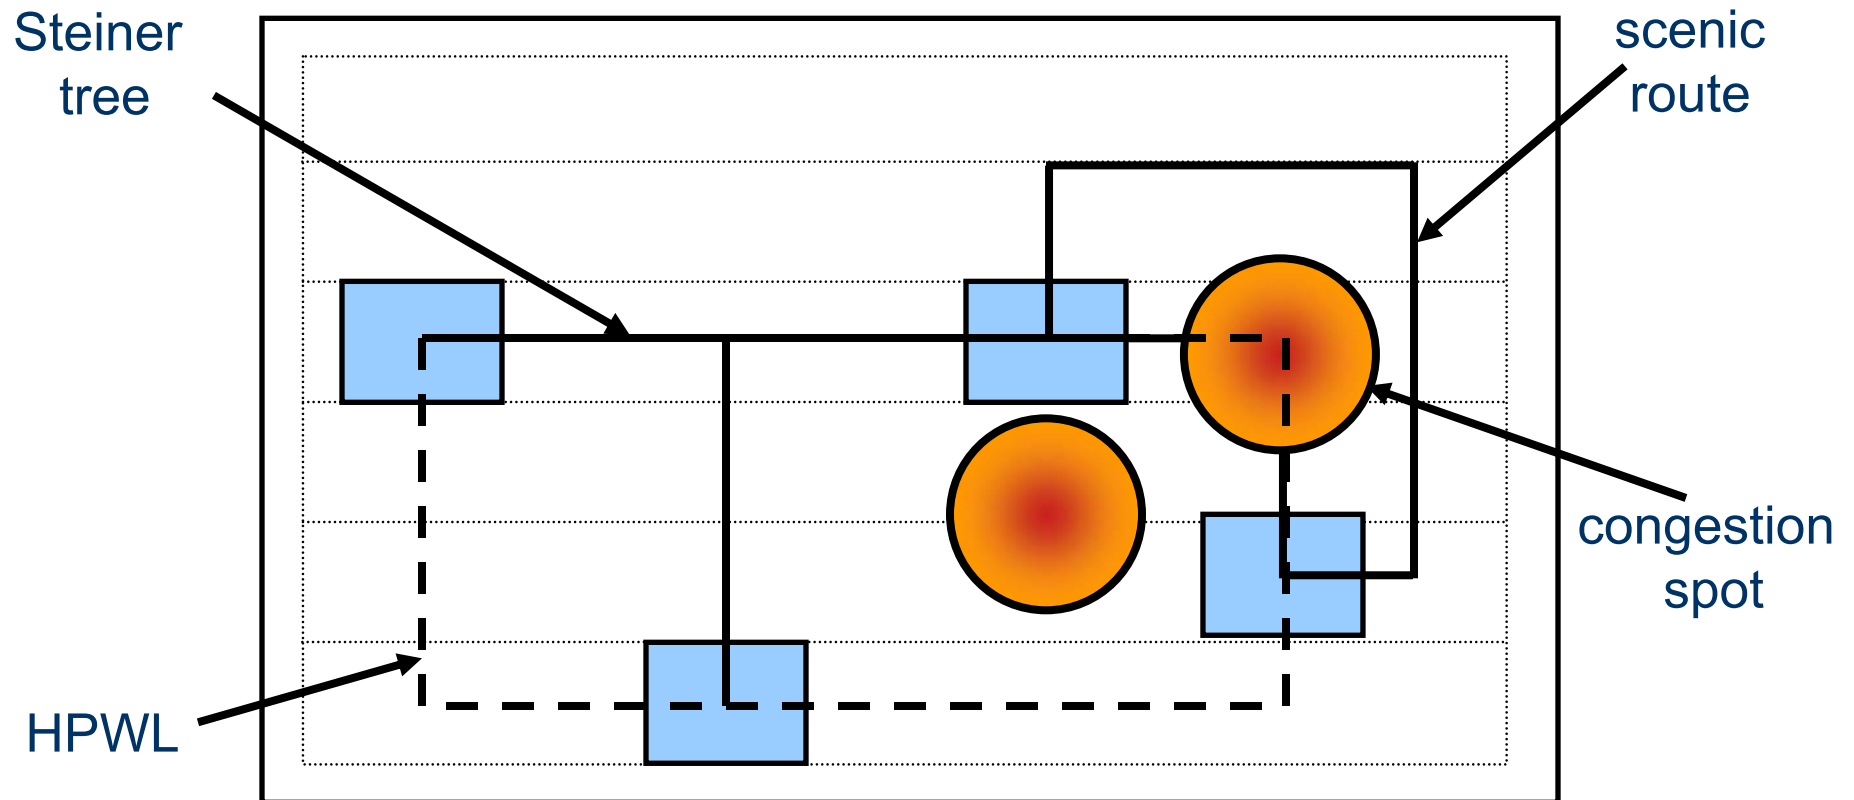 Steiner
tree
scenic
route
congestion
spot
HPWL